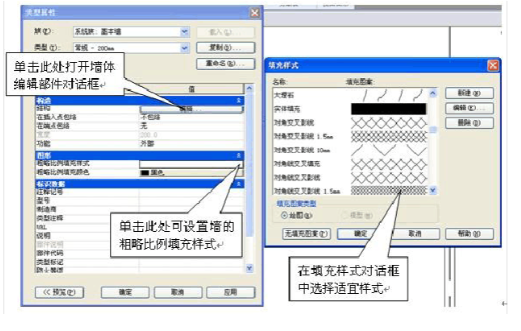 类型属性
族(F):
系统族: 基本墙
载入(L)...
类型(T):
常规 - 200mm
复制(D)...
重命名(R)...
单击此处打开墙体
编辑部件对话框
值
构造
结构
编辑...
在插入点包络
不包络
在端点包络
无
厚度
200.0
功能
外部
图形
粗略比例填充样式
粗略比例填充颜色
黑色
标识数据
注释记号
型号
制造商
类型注释
URL
说明
部件说明
部件代码
类型标记
防火等级
单击此处可设置墙的
粗略比例填充样式
<< 预览(P)
确定
取消
应用
填充样式
名称:
填充图案:
大理石
实体填充
对角交叉影线
对角交叉影线 1.5mm
对角交叉影线 10mm
对角线交叉填充
对角线交叉影线
对角线交叉影线 1.5mm
新建(N)
编辑(E)...
删除(D)
填充图案类型
绘图(R)
模型(M)
无填充图案(P)
确定
取消
帮助(H)
在填充样式对话框
中选择适宜样式